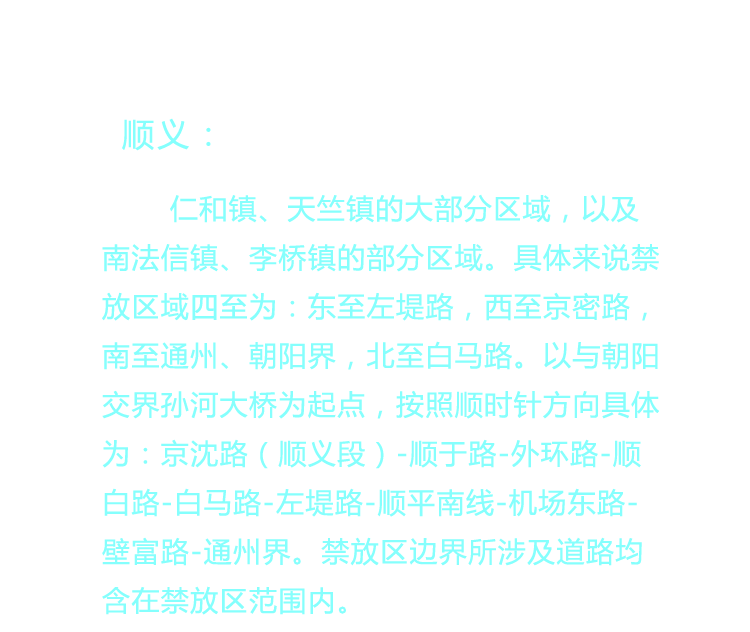 顺义：
仁和镇、天竺镇的大部分区域，以及
南法信镇、李桥镇的部分区域。具体来说禁
放区域四至为：东至左堤路，西至京密路，
南至通州、朝阳界，北至白马路。以与朝阳
交界孙河大桥为起点，按照顺时针方向具体
为：京沈路（顺义段）-顺于路-外环路-顺
白路-白马路-左堤路-顺平南线-机场东路-
壁富路-通州界。禁放区边界所涉及道路均
含在禁放区范围内。